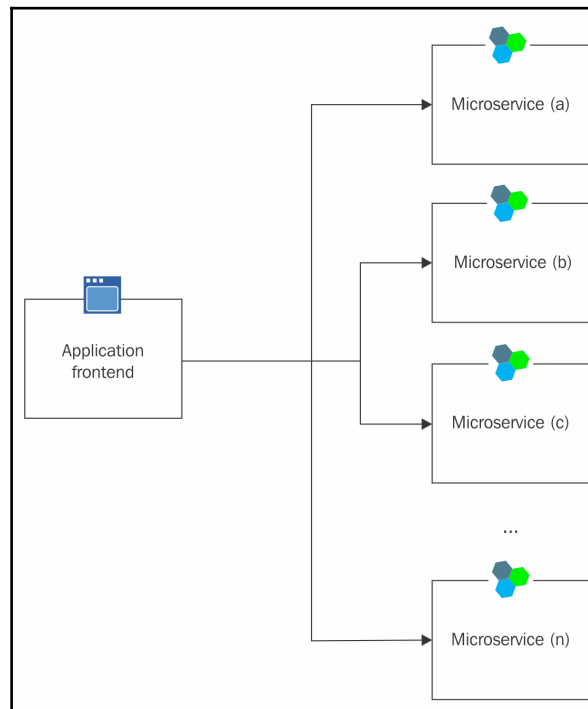 Microservice (a)
Microservice (b)
Application
frontend
Microservice (c)
...
Microservice (n)